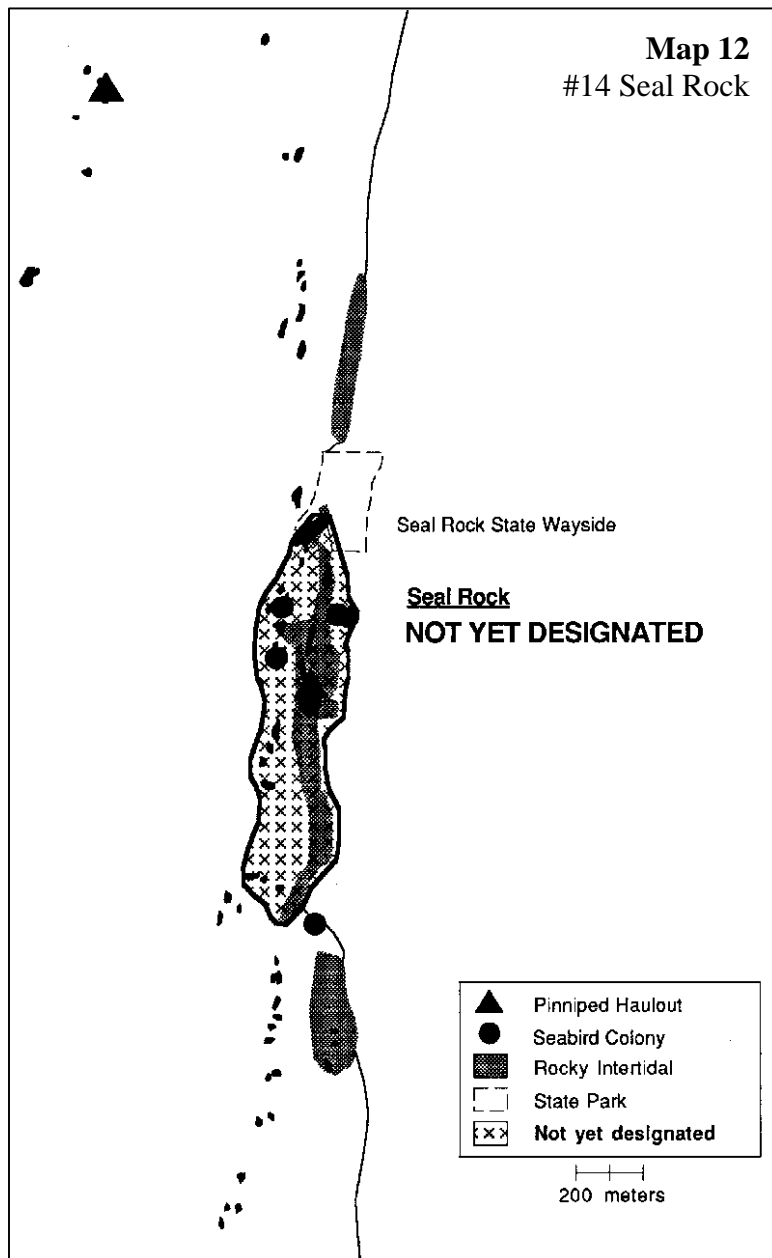 Map 12
#14 Seal Rock
Seal Rock State Wayside
Seal Rock
NOT YET DESIGNATED
Pinniped Haulout
Seabird Colony
Rocky Intertidal
State Park
Not yet designated
200 meters